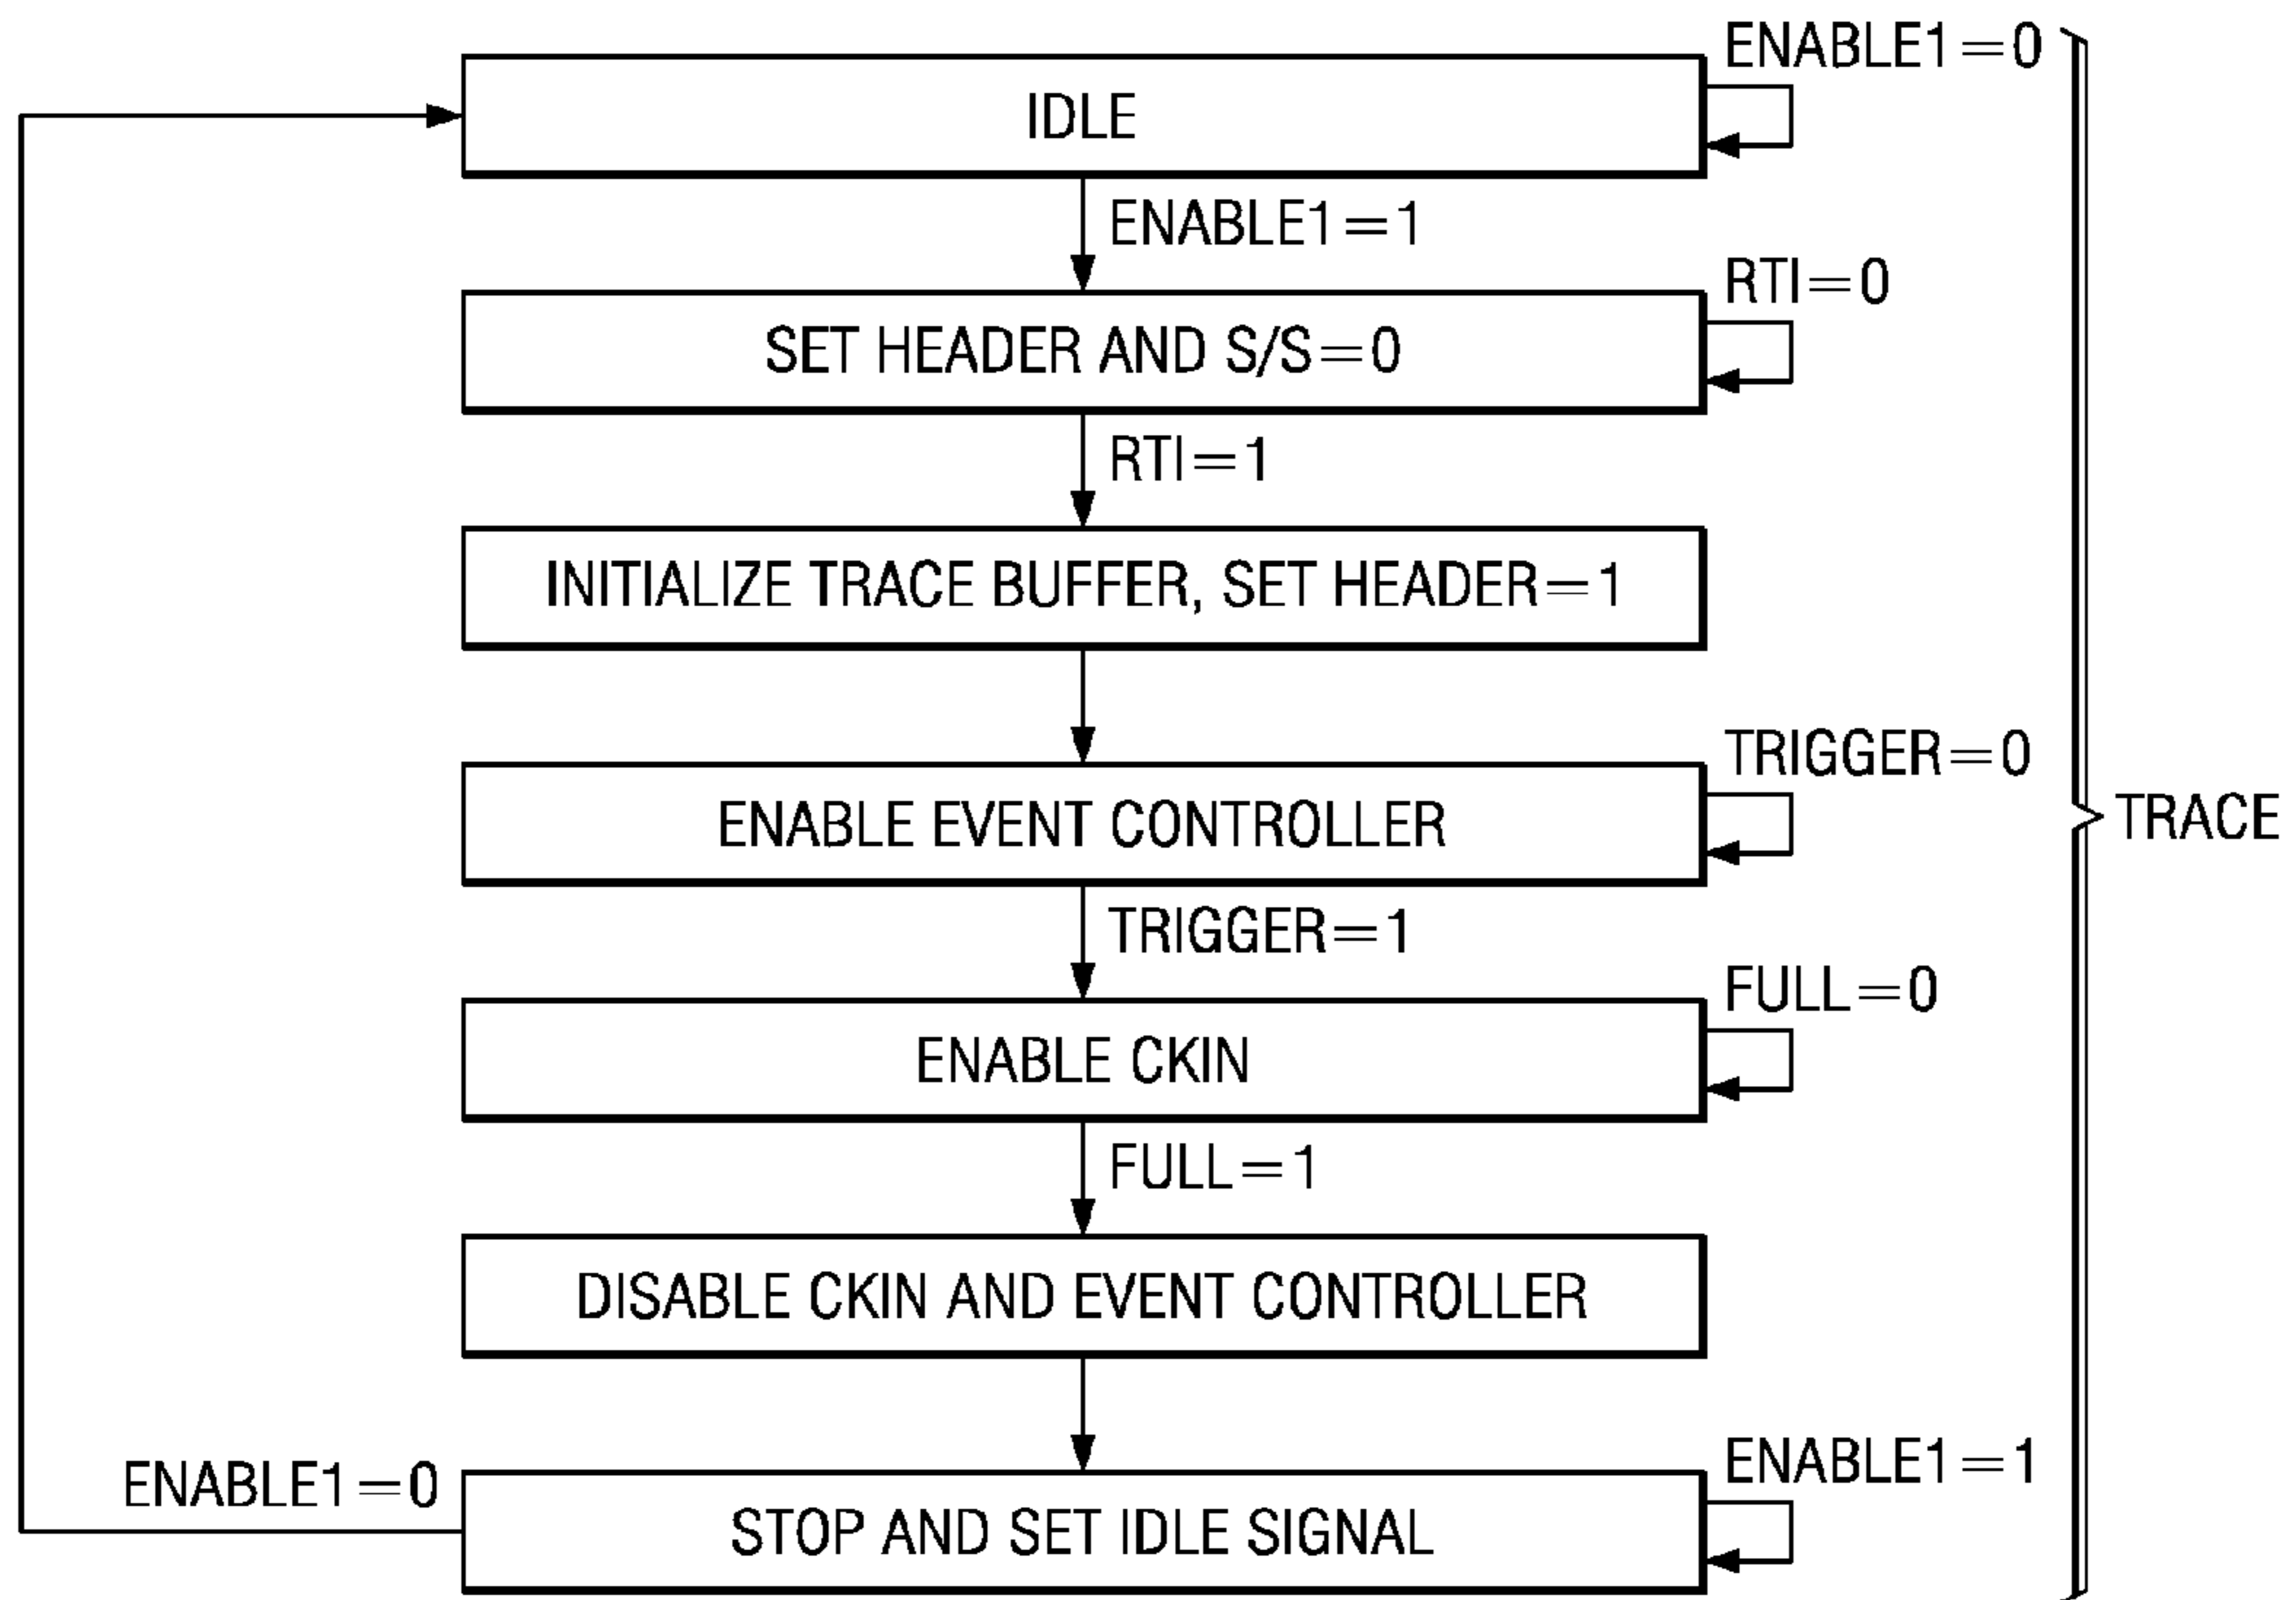 ENABLE1=0
IDLE
ENABLE1=1
RTI=0
SET HEADER AND S/S=0
RTI=1
INITIALIZE TRACE BUFFER, SET HEADER=1
TRIGGER=0
ENABLE EVENT CONTROLLER
TRACE
TRIGGER=1
FULL=0
ENABLE CKIN
FULL=1
DISABLE CKIN AND EVENT CONTROLLER
ENABLE1=0
ENABLE1=1
STOP AND SET IDLE SIGNAL